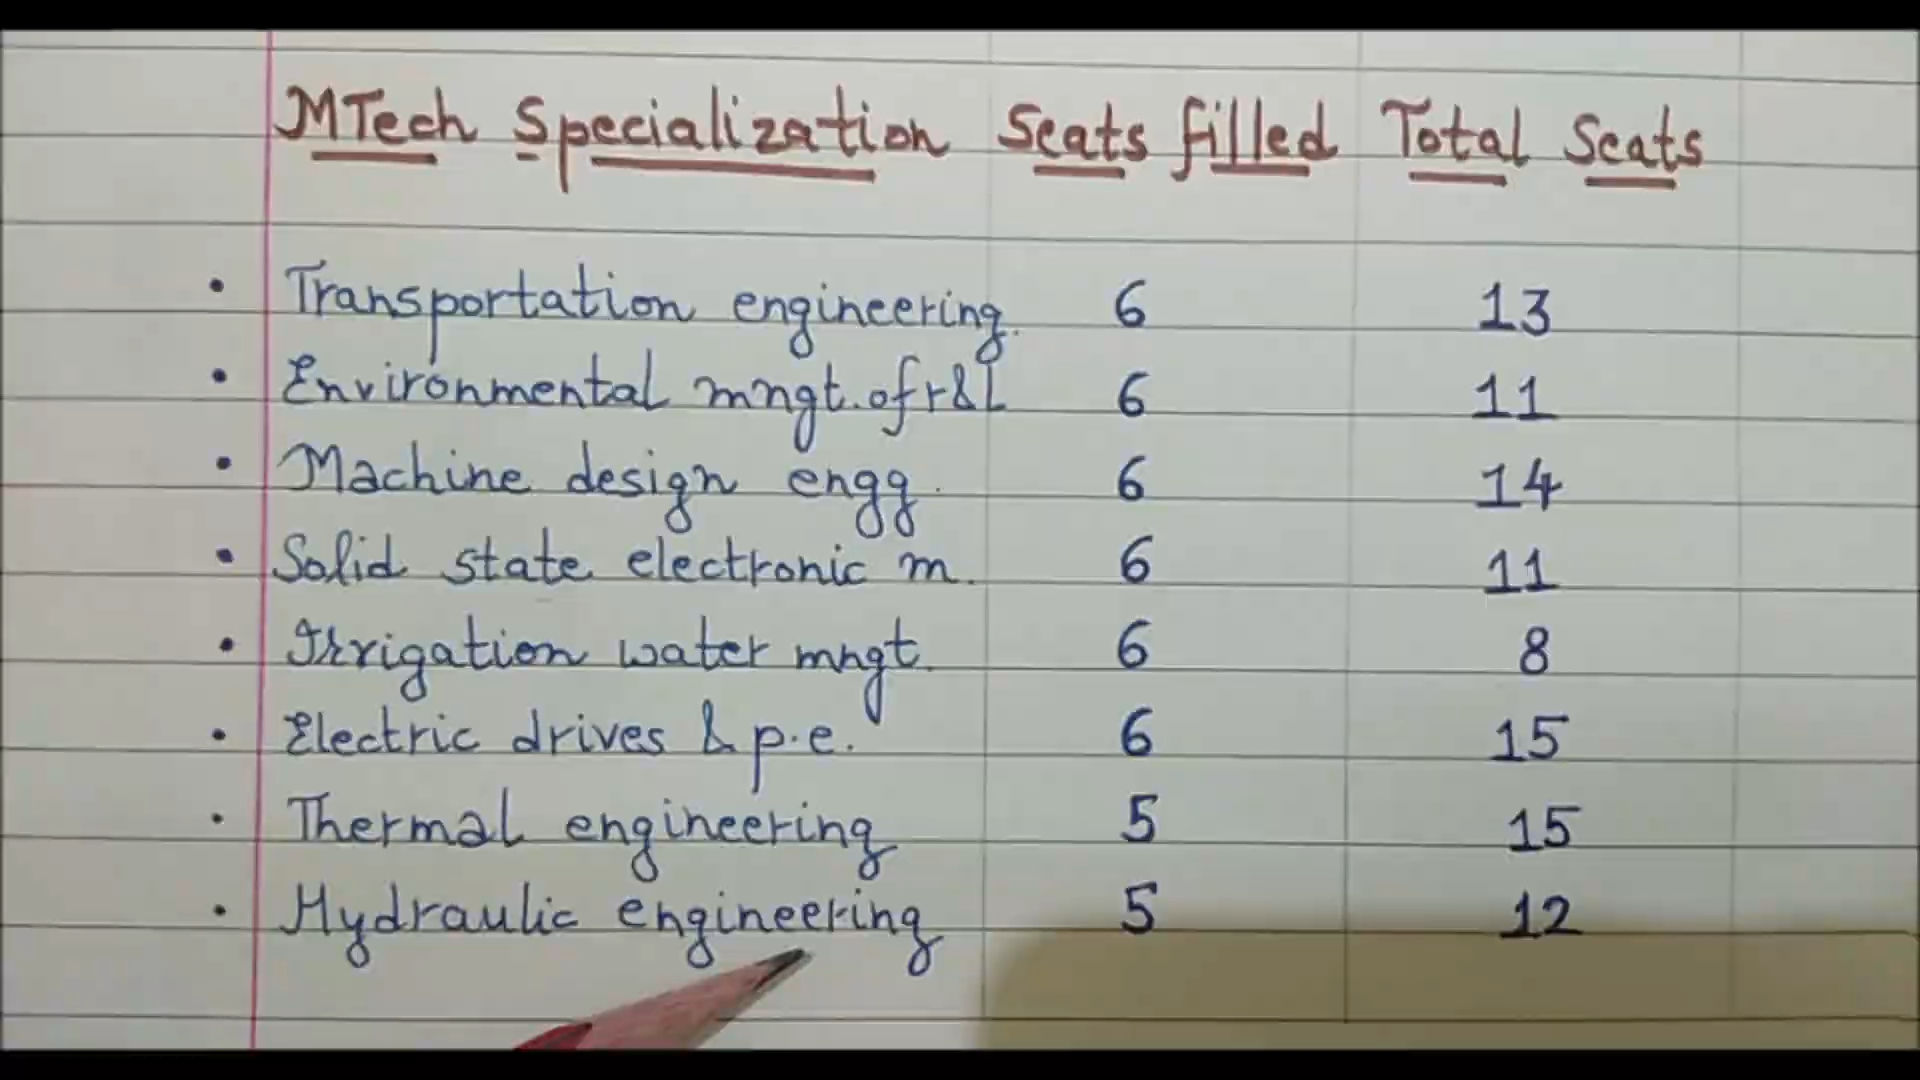 MTech Specialization Seats filled Total Seats
• Transportation engineering. 6 13
• Environmental mngt. of r&L 6 11
• Machine design engg. 6 14
• Solid state electronic m. 6 11
• Irrigation water mngt. 6 8
• Electric drives & p.e. 6 15
• Thermal engineering 5 15
• Hydraulic engineering 5 12